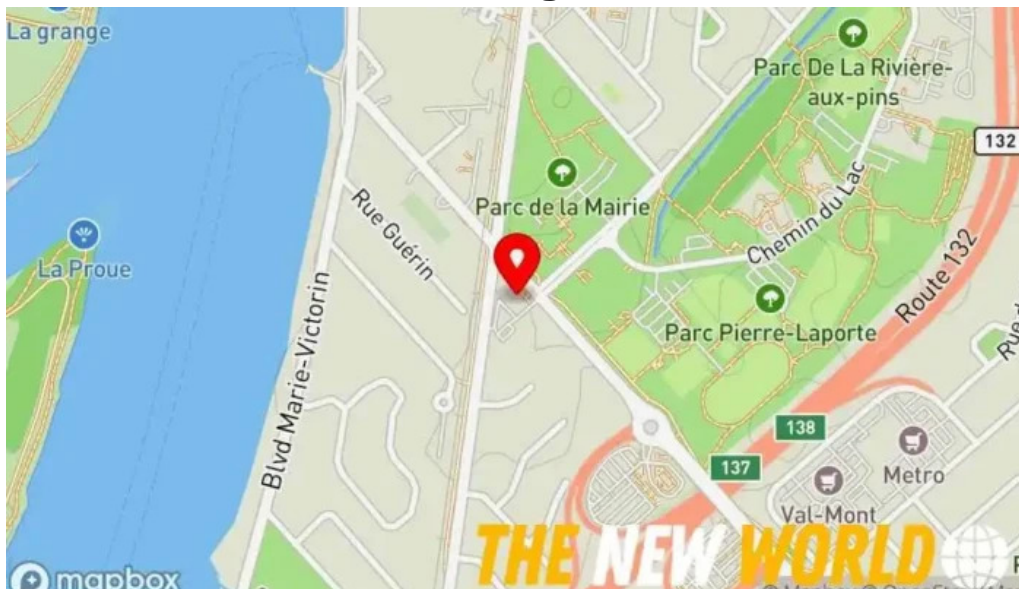 La grange
Parc De La Rivière-
aux-pins
132
Parc de la Mairie
Rue Guérin
Chemin du Lac
La Proue
Route 132
Parc Pierre-Laporte
Blvd Marie-Victorin
138
137
Metro
Val-Mont
THE NEW WORLD
mapbox